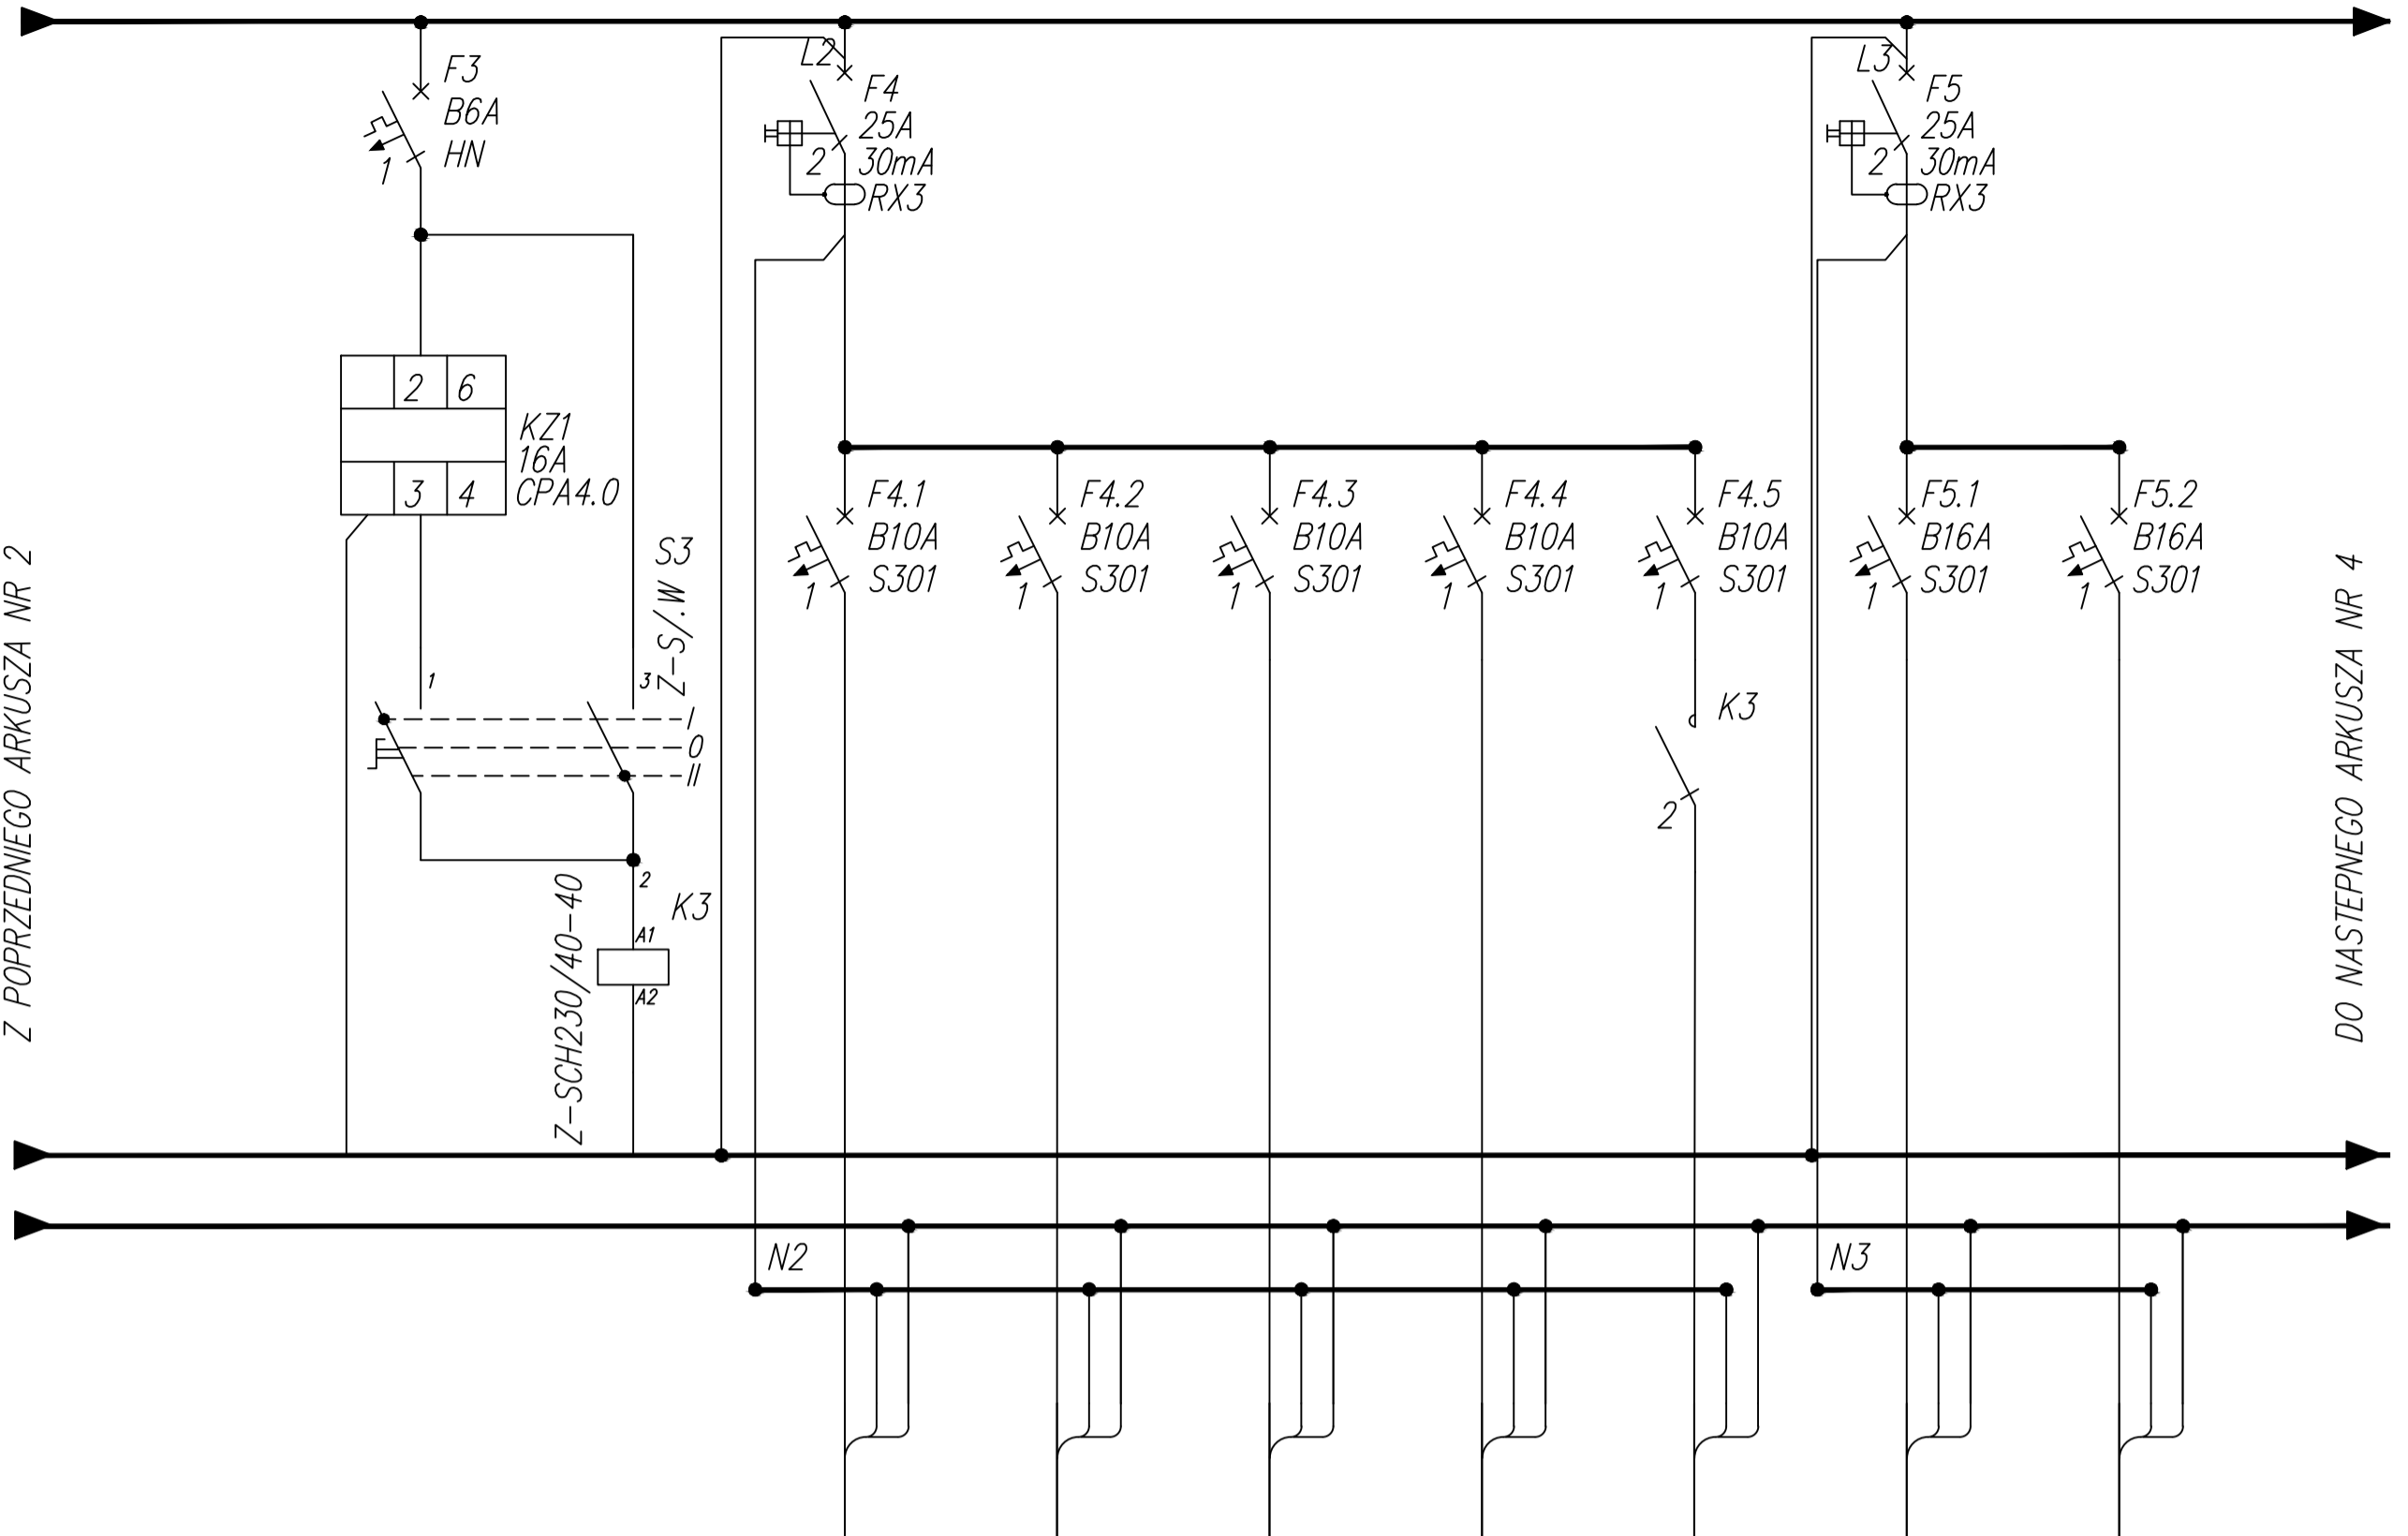 L2
L3
F3
B6A
HN
1
F4
25A
30mA
RX3
2
F5
25A
30mA
RX3
2
2 6
KZ1
16A
CPA4.0
3 4
F4.1
B10A
S301
1
F4.2
B10A
S301
1
F4.3
B10A
S301
1
F4.4
B10A
S301
1
F4.5
B10A
S301
1
F5.1
B16A
S301
1
F5.2
B16A
S301
1
Z POPRZEDNIEGO ARKUSZA NR 2
DO NASTEPNEGO ARKUSZA NR 4
S3
Z-S/.W
1
3
I
0
II
K3
2
2
K3
A1
A2
Z-SCH230/40-40
N2
N3